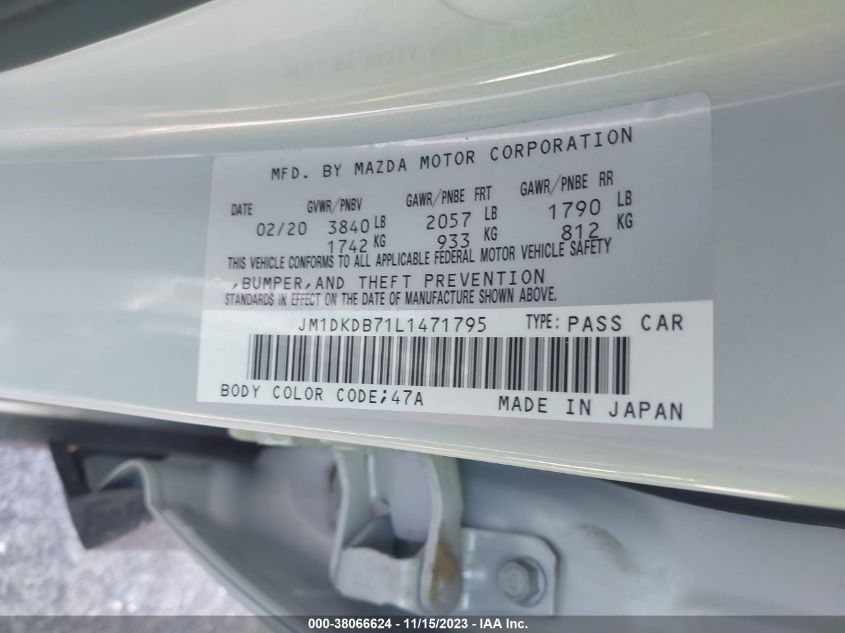 MFD. BY MAZDA MOTOR CORPORATION
DATE GVWR/PNBV GAWR/PNBE FRT GAWR/PNBE RR
02/20 3840 LB 2057 LB 1790 LB
1742 KG 933 KG 812 KG
THIS VEHICLE CONFORMS TO ALL APPLICABLE FEDERAL MOTOR VEHICLE SAFETY
,BUMPER,AND THEFT PREVENTION
STANDARDS IN EFFECT ON THE DATE OF MANUFACTURE SHOWN ABOVE.
JM1DKDB71L1471795 TYPE: PASS CAR
BODY COLOR CODE;47A MADE IN JAPAN
000-38066624 - 11/15/2023 - IAA Inc.